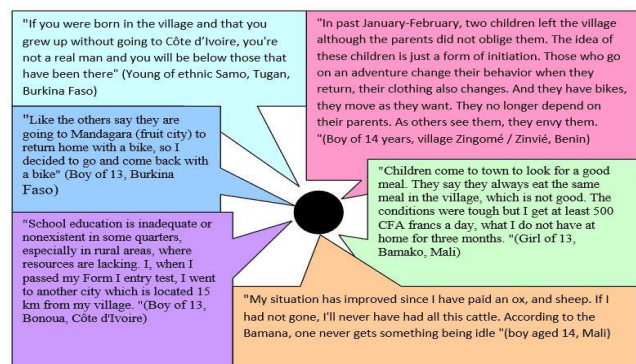 "If you were born in the village and that you
grew up without going to Côte d'Ivoire, you're
not a real man and you will be below those that
have been there" (Young of ethnic Samo, Tugan,
Burkina Faso)
"In past January-February, two children left the village
although the parents did not oblige them. The idea of
these children is just a form of initiation. Those who
go on an adventure change their behavior when they
return, their clothing also changes. And they have bikes,
they move as they want. They no longer depend on
their parents. As others see them, they envy them.
"(Boy of 14 years, village Zingomé / Zinvié, Benin)
"Like the others say they are
going to Mandagara (fruit city) to
return home with a bike, so I
decided to go and come back with
a bike" (Boy of 13, Burkina
Faso)
"Children come to town to look for a good
meal. They say they always eat the same
meal in the village, which is not good. The
conditions were tough but I get at least 500
CFA francs a day, what I do not have at
home for three months. "(Girl of 13,
Bamako, Mali)
"School education is inadequate or
nonexistent in some quarters,
especially in rural areas, where
resources are lacking. I, when I
passed my Form I entry test, I went
to another city which is located 15
km from my village. "(Boy of 13,
Bonoua, Côte d'Ivoire)
"My situation has improved since I have paid an ox, and sheep. If I
had not gone, I'll never have had all this cattle. According to the
Bamana, one never gets something being idle "(boy aged 14, Mali)